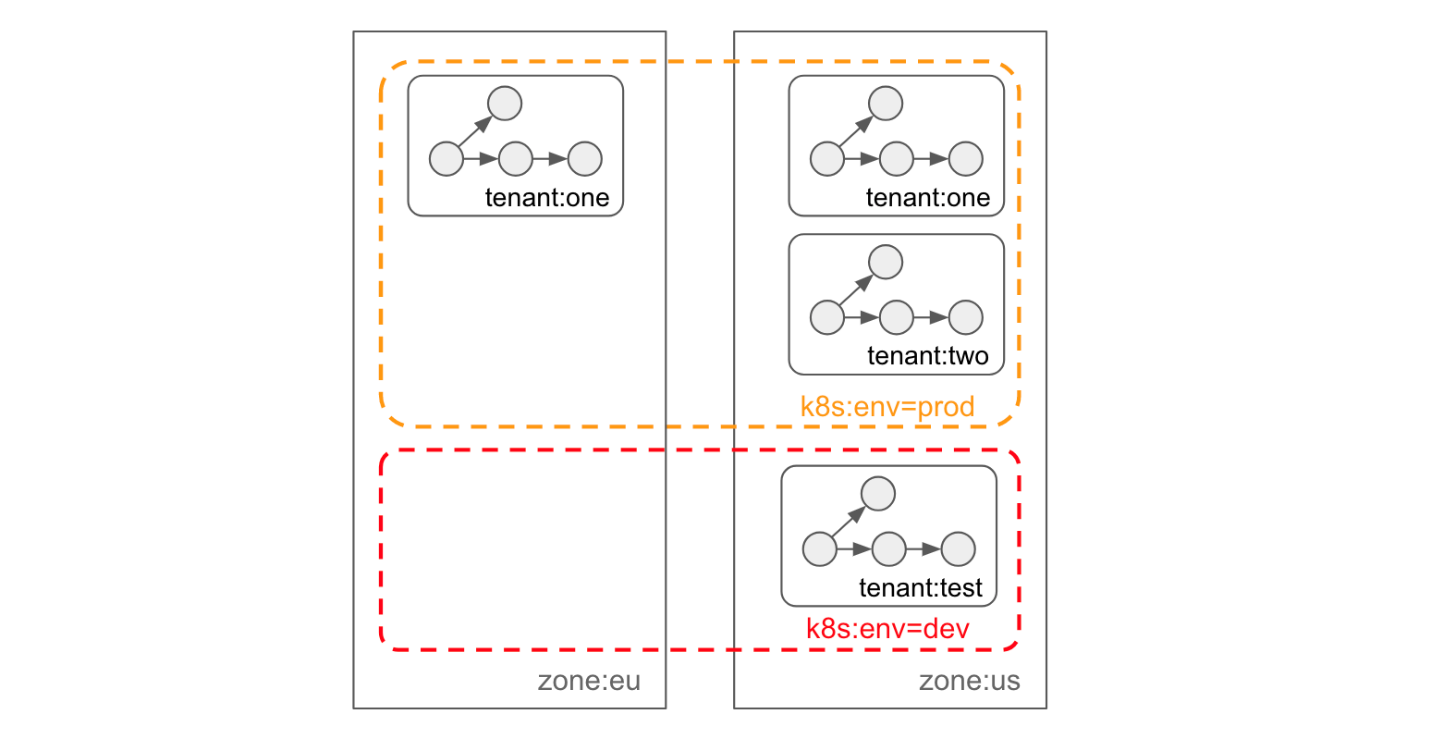 tenant:one
tenant:one
tenant:two
k8s:env=prod
tenant:test
k8s:env=dev
zone:eu
zone:us